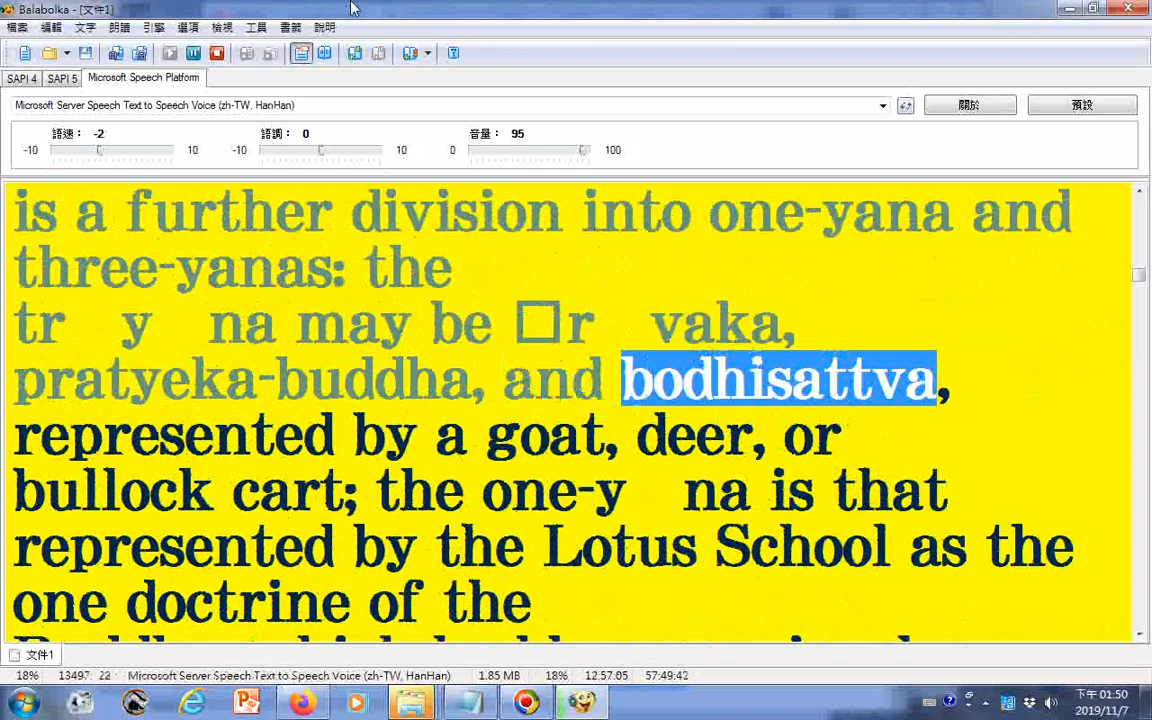 Balabolka - [文件1]
檔案 編輯 文字 朗讀 引擎 選項 檢視 工具 書籤 說明
SAPI 4 SAPI 5 Microsoft Speech Platform
Microsoft Server Speech Text to Speech Voice (zh-TW, HanHan) 關於 預設
語速： -2 語調： 0 音量： 95
-10 10 -10 10 0 100
is a further division into one-yana and
three-yanas: the
tr y na may be □r vaka,
pratyeka-buddha, and bodhisattva,
represented by a goat, deer, or
bullock cart; the one-y na is that
represented by the Lotus School as the
one doctrine of the
文件1
18% 13497: 22 Microsoft Server Speech Text to Speech Voice (zh-TW, HanHan) 1.85 MB 18% 12:57:05 57:49:42
下午 01:50
2019/11/7